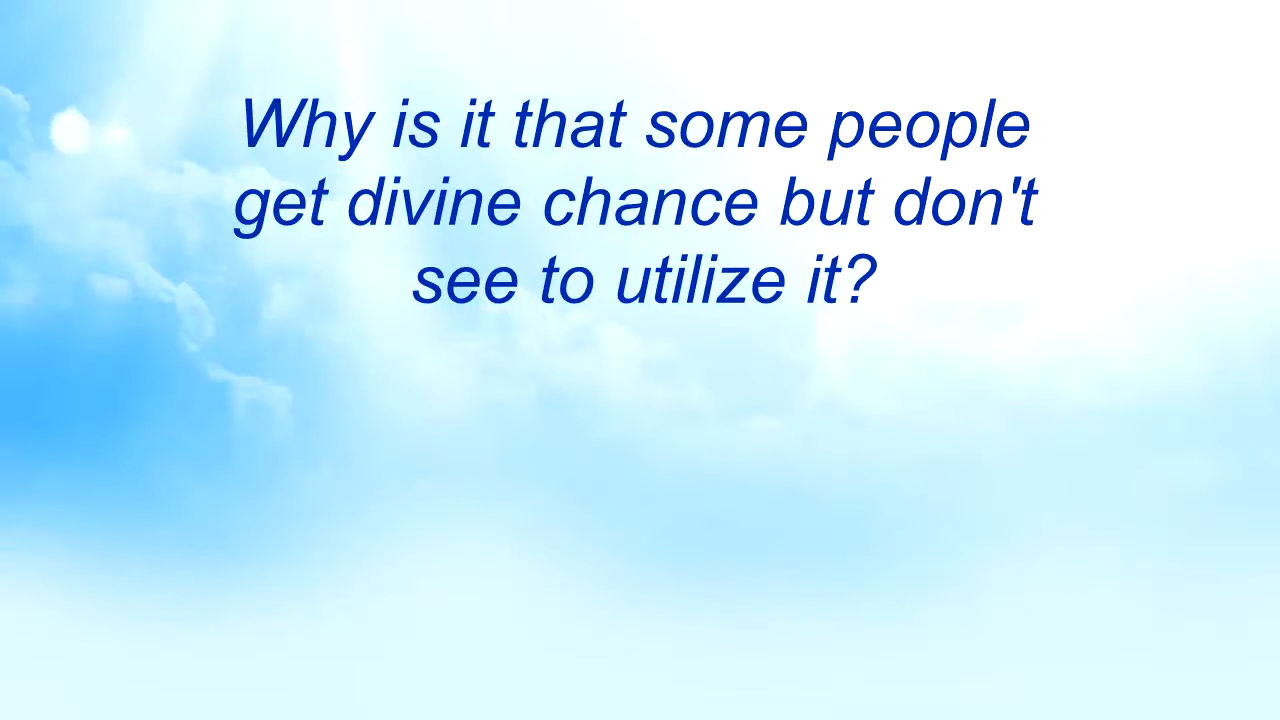 Why is it that some people
get divine chance but don't
see to utilize it?